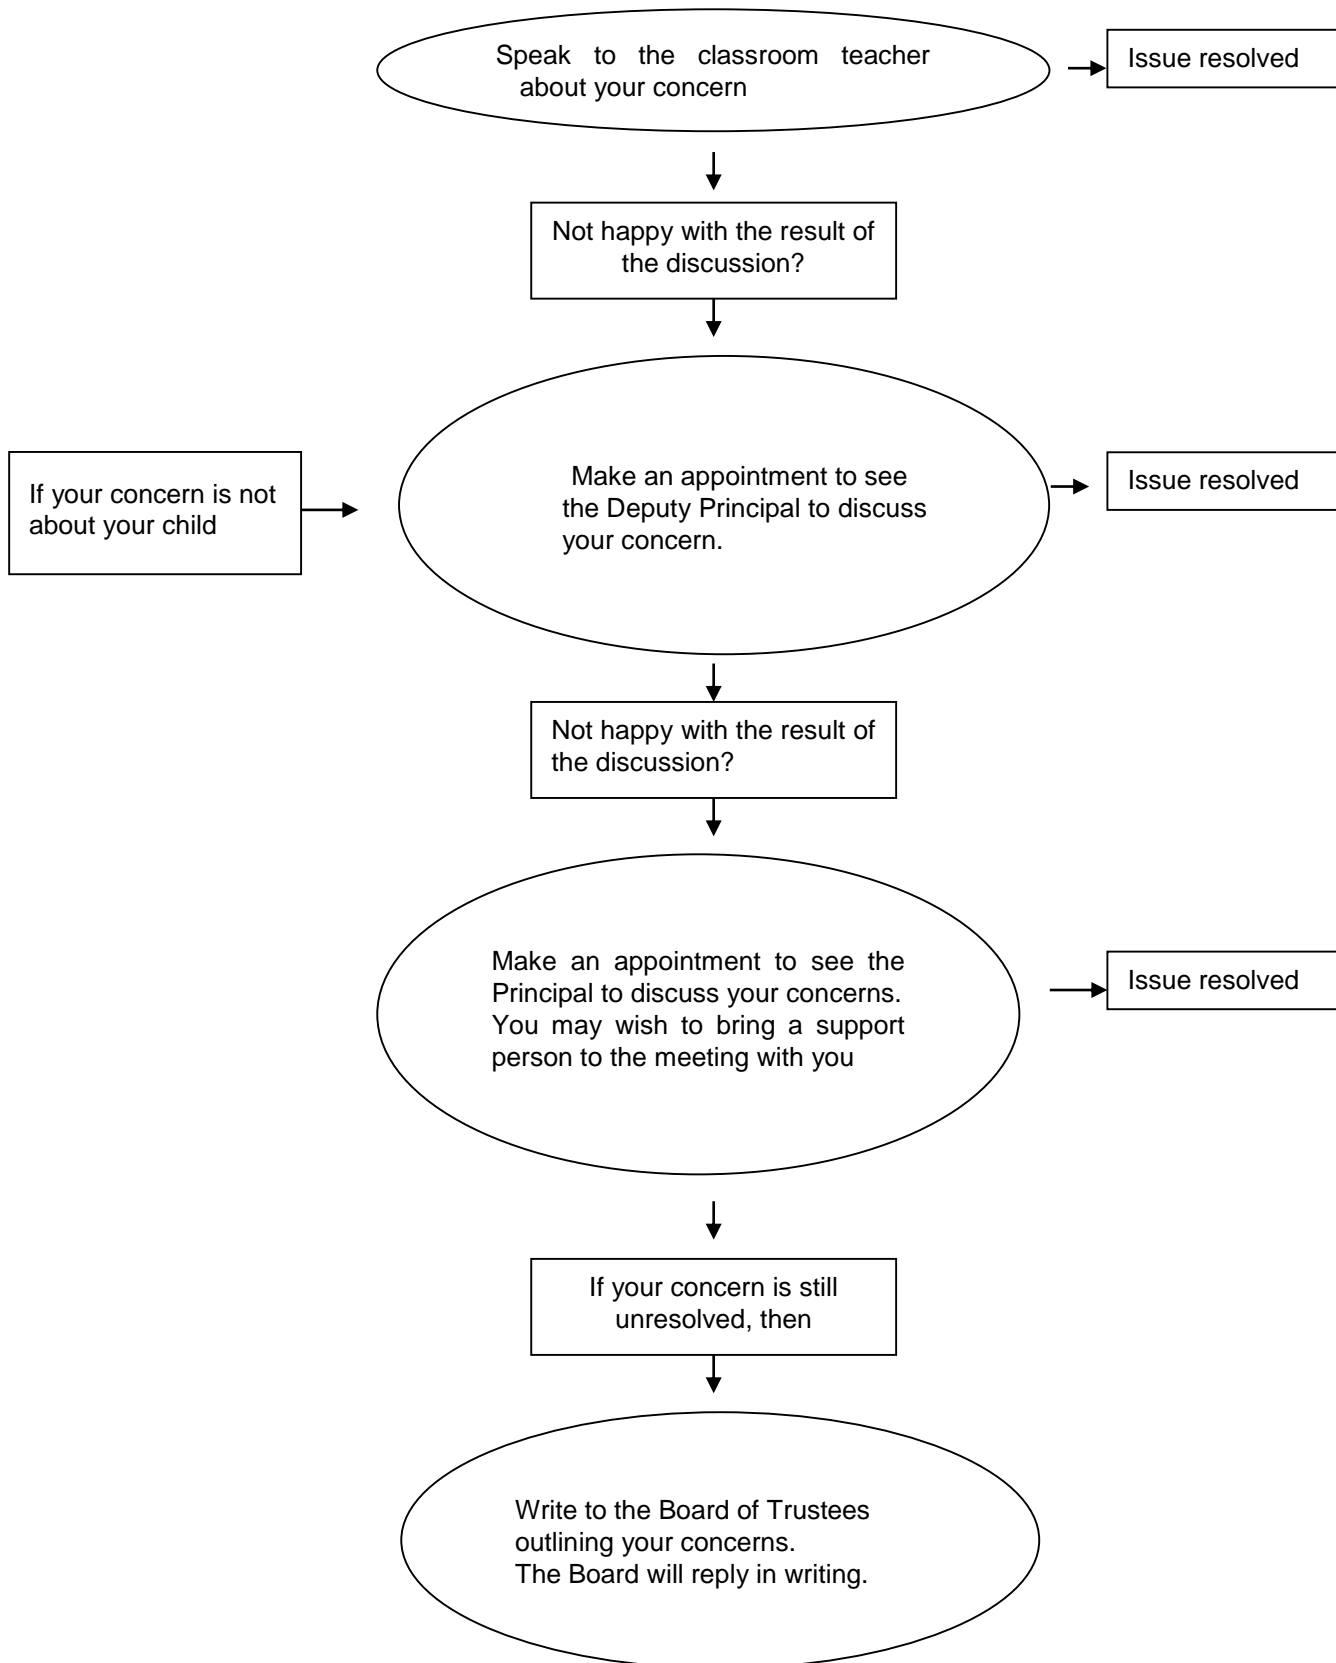 Speak to the classroom teacher
about your concern
Issue resolved
Not happy with the result of
the discussion?
If your concern is not
about your child
Make an appointment to see
the Deputy Principal to discuss
your concern.
Issue resolved
Not happy with the result of
the discussion?
Make an appointment to see the
Principal to discuss your concerns.
You may wish to bring a support
person to the meeting with you
Issue resolved
If your concern is still
unresolved, then
Write to the Board of Trustees
outlining your concerns.
The Board will reply in writing.